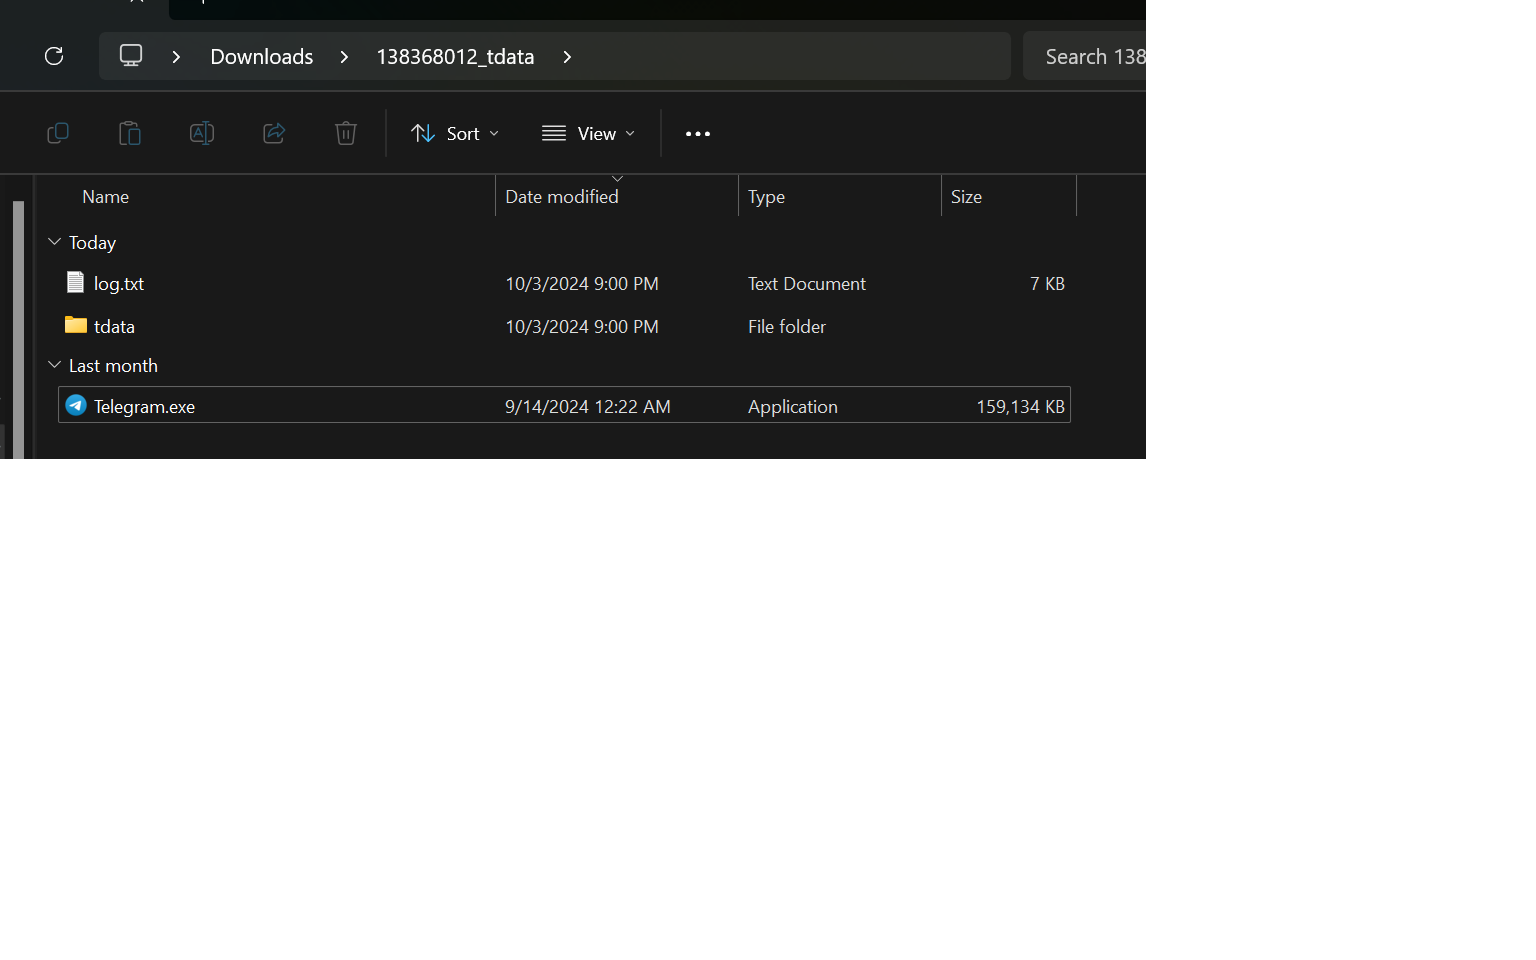 Downloads 138368012_tdata Search 138
Sort View
Name Date modified Type Size
Today
log.txt 10/3/2024 9:00 PM Text Document 7 KB
tdata 10/3/2024 9:00 PM File folder
Last month
Telegram.exe 9/14/2024 12:22 AM Application 159,134 KB